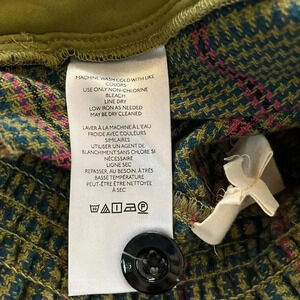 MACHINE WASH COLD WITH LIKE
COLORS
USE ONLY NON-CHLORINE
BLEACH
LINE DRY
LOW IRON AS NEEDED
MAY BE DRY CLEANED
LAVER À LA MACHINE À L'EAU
FROIDE AVEC COULEURS
SIMILAIRES
UTILISER UN AGENT DE
BLANCHIMENT SANS CHLORE SI
NÉCESSAIRE
LIGNE SEC
REPASSER, AU BESOIN, À TRÈS
BASSE TEMPÉRATURE
PEUT-ÊTRE ÊTRE NETTOYÉE
À SEC